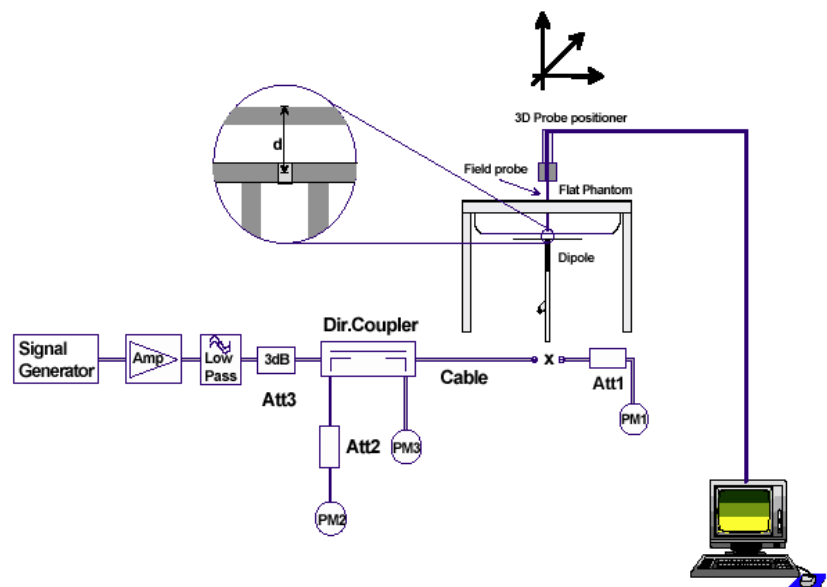 3D Probe positioner
d
Field probe
Flat Phantom
Dipole
Dir.Coupler
Signal
Generator
Amp
Low
Pass
3dB
Cable
x
Att1
Att3
PM1
Att2
PM3
PM2